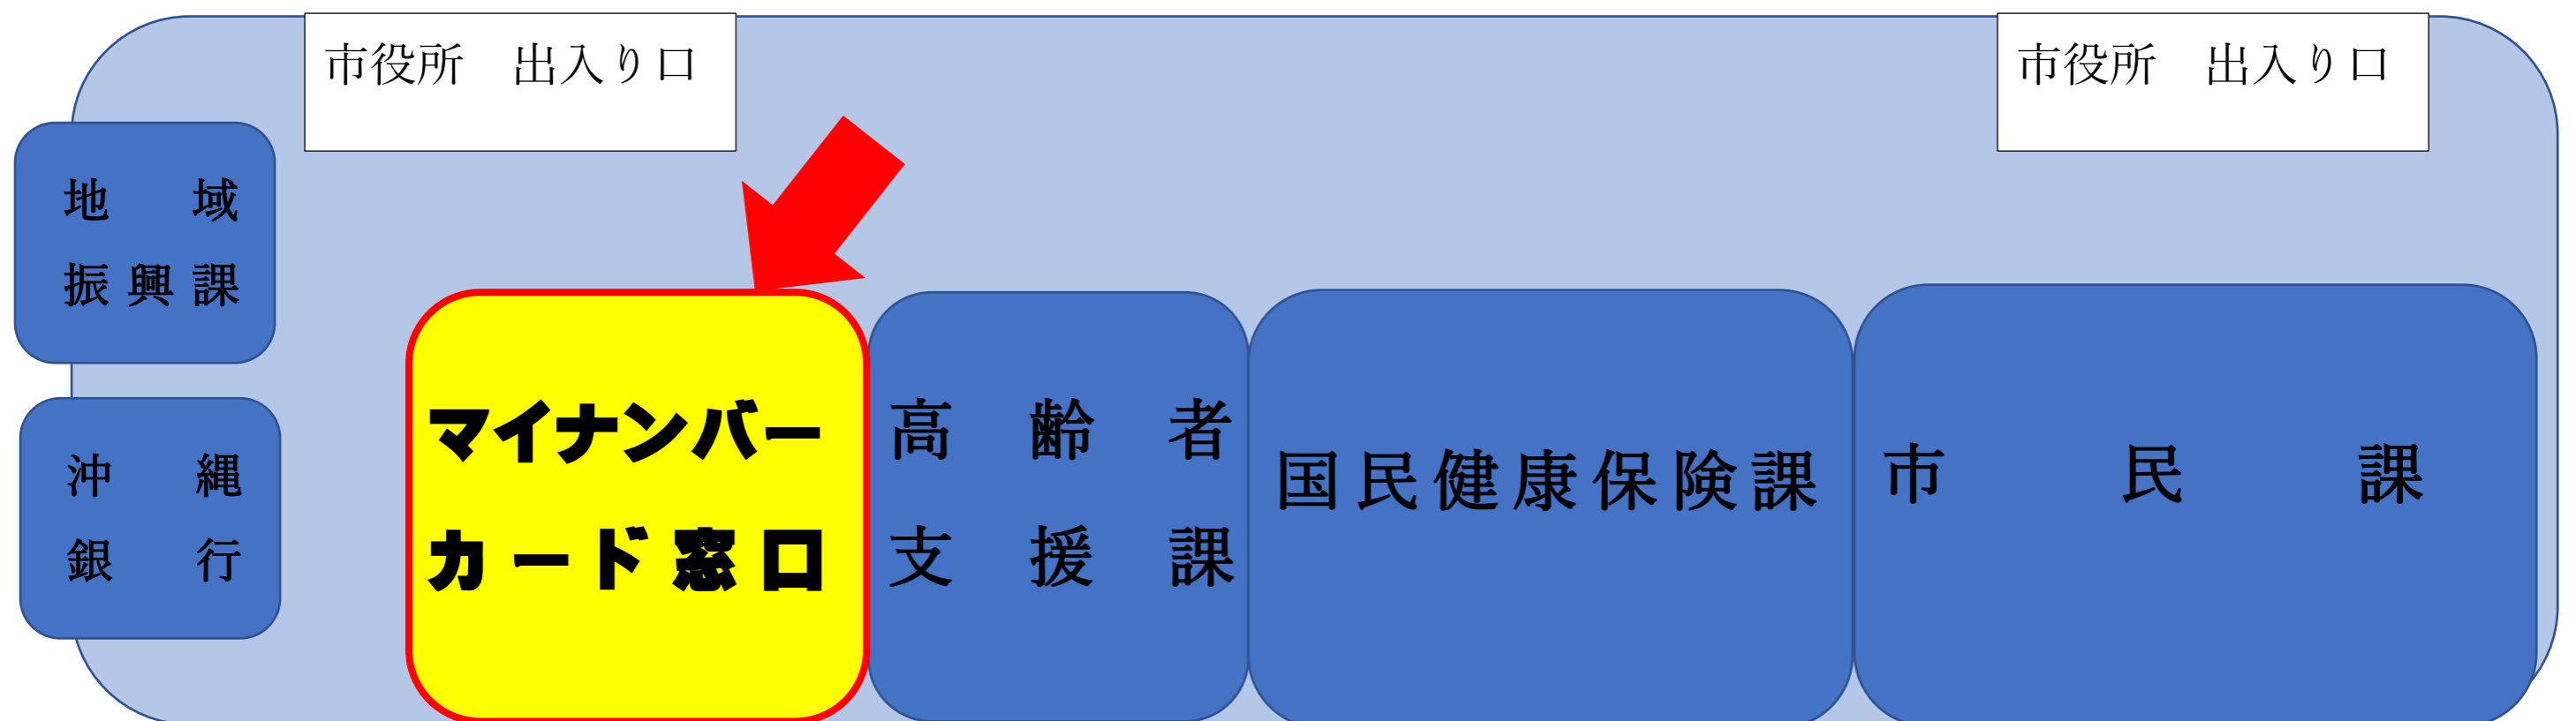 市役所　出入り口
市役所　出入り口
地域
振興課
沖縄
銀行
マイナンバー
カード窓口
高齢者
支援課
国民健康保険課
市民課